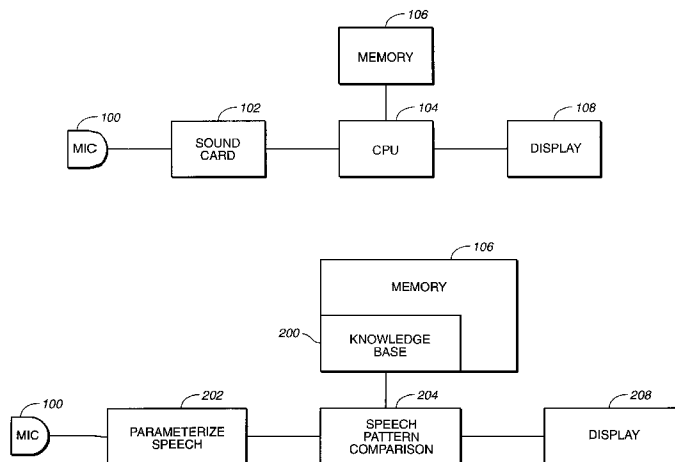 106
MEMORY
100
102
104
108
MIC
SOUND
CARD
CPU
DISPLAY
106
MEMORY
200
KNOWLEDGE
BASE
100
202
204
208
MIC
PARAMETERIZE
SPEECH
SPEECH
PATTERN
COMPARISON
DISPLAY